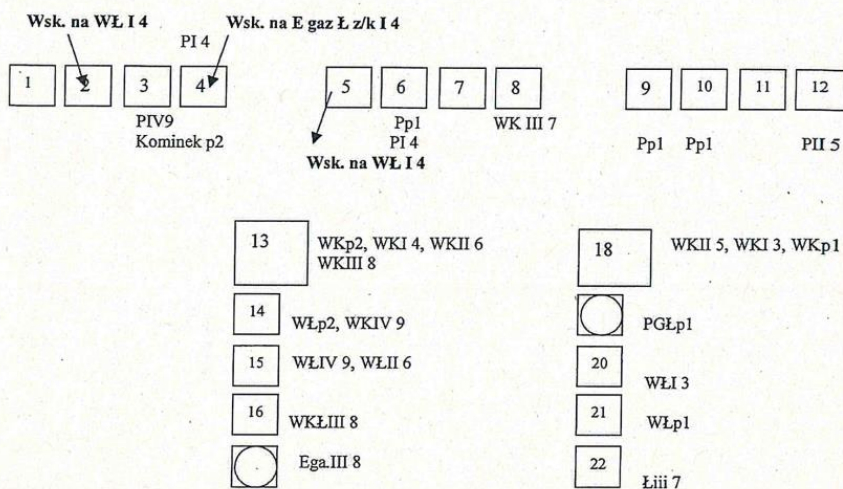 Wsk. na WŁ I 4
Wsk. na E gaz Ł z/k I 4
PI 4
1 2 3 4 5 6 7 8 9 10 11 12
PIV9
Kominek p2
Pp1
PI 4
WK III 7
Wsk. na WŁ I 4
Pp1 Pp1 PII 5
13 WKp2, WKI 4, WKII 6
WKIII 8
18 WKII 5, WKI 3, WKp1
14 WŁp2, WKIV 9
PGŁp1
15 WŁIV 9, WŁII 6
20 WŁI 3
16 WKŁIII 8
21 WŁp1
Ega.III 8
22 Łiii 7